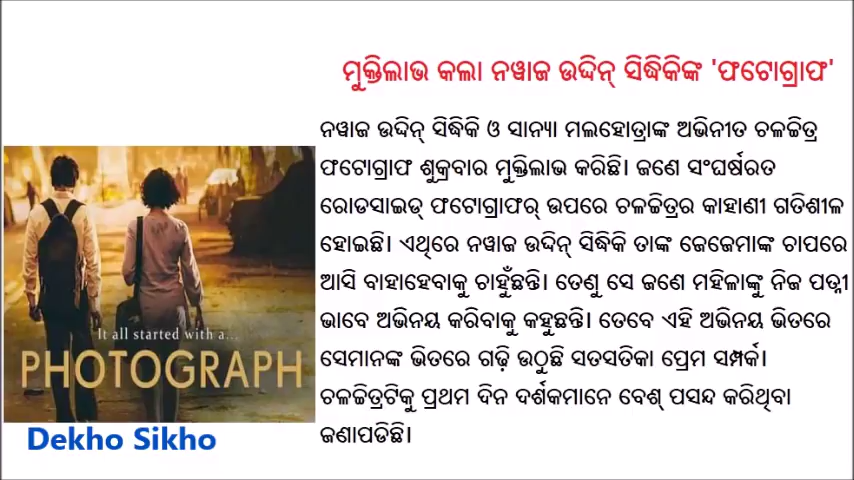 ମୁକ୍ତିଲାଭ କଲା ନୱାଜ ଉଦ୍ଦିନ୍ ସିଦ୍ଧିକିଙ୍କ 'ଫଟୋଗ୍ରାଫ'
ନୱାଜ ଉଦ୍ଦିନ୍ ସିଦ୍ଧିକି ଓ ସାନ୍ୟା ମଲହୋତ୍ରାଙ୍କ ଅଭିନୀତ ଚଳଚ୍ଚିତ୍ର
ଫଟୋଗ୍ରାଫ ଶୁକ୍ରବାର ମୁକ୍ତିଲାଭ କରିଛି। ଜଣେ ସଂଘର୍ଷରତ
ରୋଡସାଇଡ୍ ଫଟୋଗ୍ରାଫର୍ ଉପରେ ଚଳଚ୍ଚିତ୍ରର କାହାଣୀ ଗତିଶୀଳ
ହୋଇଛି। ଏଥିରେ ନୱାଜ ଉଦ୍ଦିନ୍ ସିଦ୍ଧିକି ତାଙ୍କ ଜେଜେମାଙ୍କ ଚାପରେ
ଆସି ବାହାହେବାକୁ ଚାହୁଁଛନ୍ତି। ତେଣୁ ସେ ଜଣେ ମହିଳାଙ୍କୁ ନିଜ ପତ୍ନୀ
ଭାବେ ଅଭିନୟ କରିବାକୁ କହୁଛନ୍ତି। ତେବେ ଏହି ଅଭିନୟ ଭିତରେ
ସେମାନଙ୍କ ଭିତରେ ଗଢ଼ି ଉଠୁଛି ସତସତିକା ପ୍ରେମ ସମ୍ପର୍କ।
ଚଳଚ୍ଚିତ୍ରଟିକୁ ପ୍ରଥମ ଦିନ ଦର୍ଶକମାନେ ବେଶ୍ ପସନ୍ଦ କରିଥିବା
ଜଣାପଡିଛି।
It all started with a...
PHOTOGRAPH
Dekho Sikho